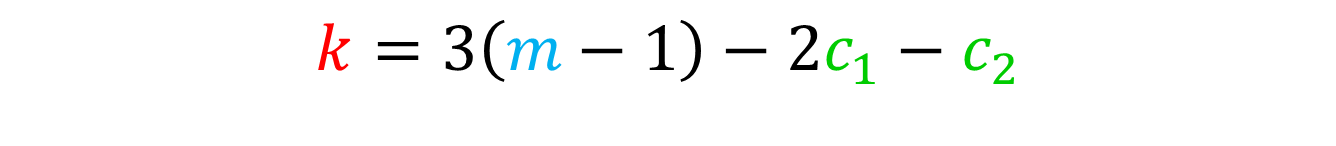 k = 3(m − 1) − 2c₁ − c₂